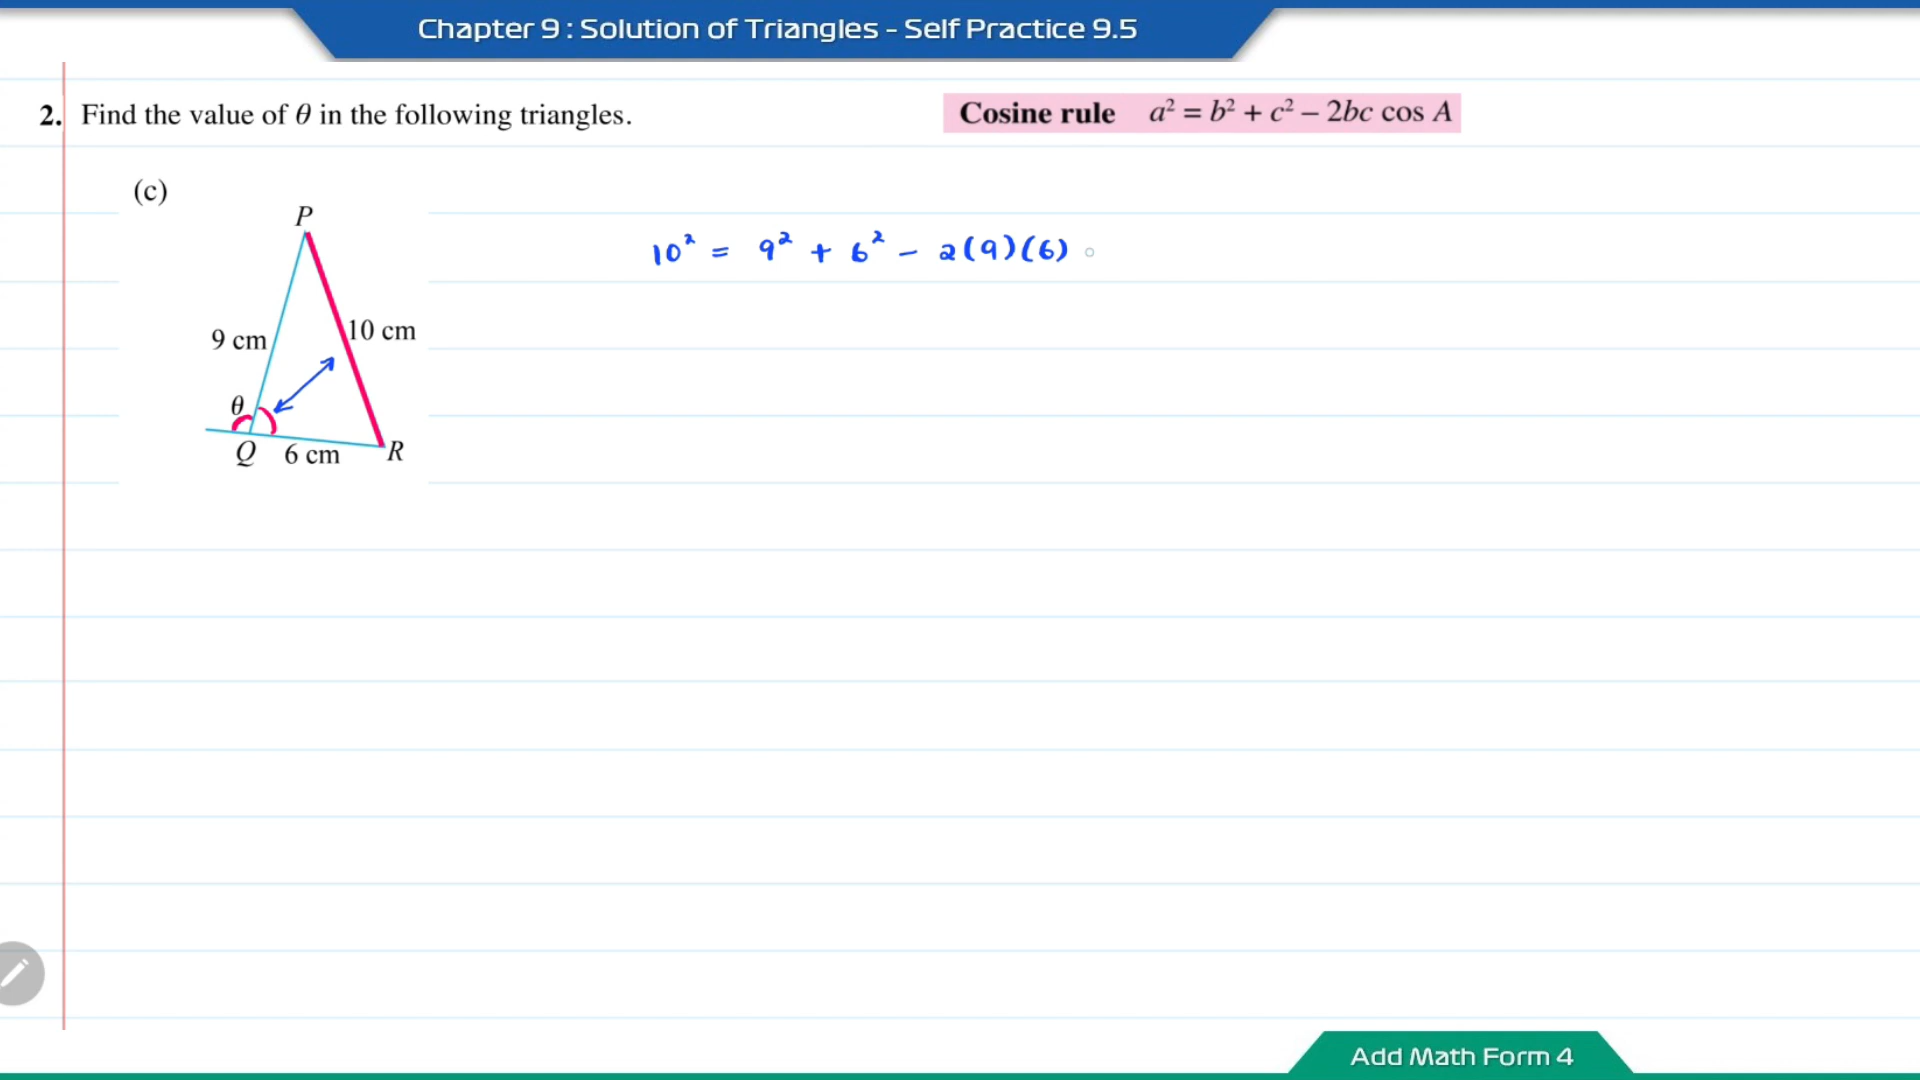 Chapter 9 : Solution of Triangles - Self Practice 9.5
2. Find the value of θ in the following triangles.
Cosine rule a² = b² + c² – 2bc cos A
(c)
P
10² = 9² + 6² - 2(9)(6)
9 cm
10 cm
θ
Q
6 cm
R
Add Math Form 4